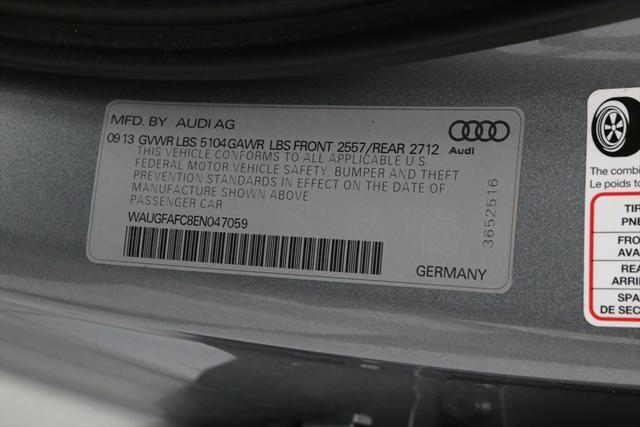 MFD. BY AUDI AG
09 13 GVWR LBS 5104 GAWR LBS FRONT 2557/REAR 2712
THIS VEHICLE CONFORMS TO ALL APPLICABLE U S
FEDERAL MOTOR VEHICLE SAFETY, BUMPER AND THEFT
PREVENTION STANDARDS IN EFFECT ON THE DATE OF
MANUFACTURE SHOWN ABOVE
PASSENGER CAR
WAUGFAFC8EN047059
GERMANY
Audi
3652516
The combin
Le poids to
TIR
PNE
FRO
AVA
REA
ARRI
SPA
DE SEC